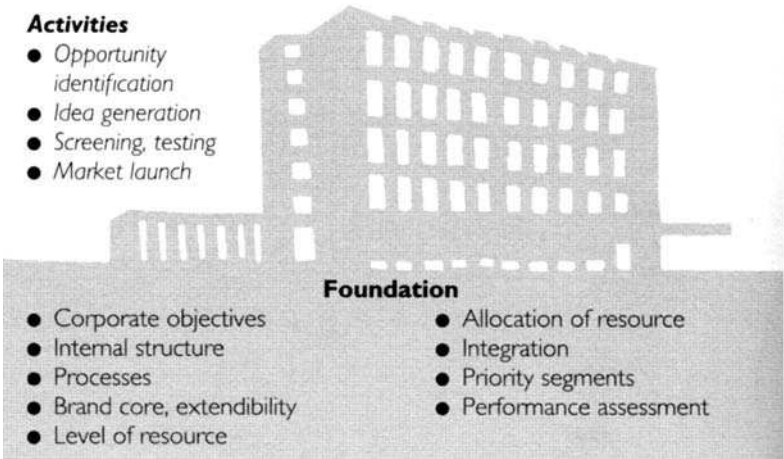 Activities
● Opportunity
identification
● Idea generation
● Screening, testing
● Market launch
Foundation
● Corporate objectives
● Internal structure
● Processes
● Brand core, extendibility
● Level of resource
● Allocation of resource
● Integration
● Priority segments
● Performance assessment